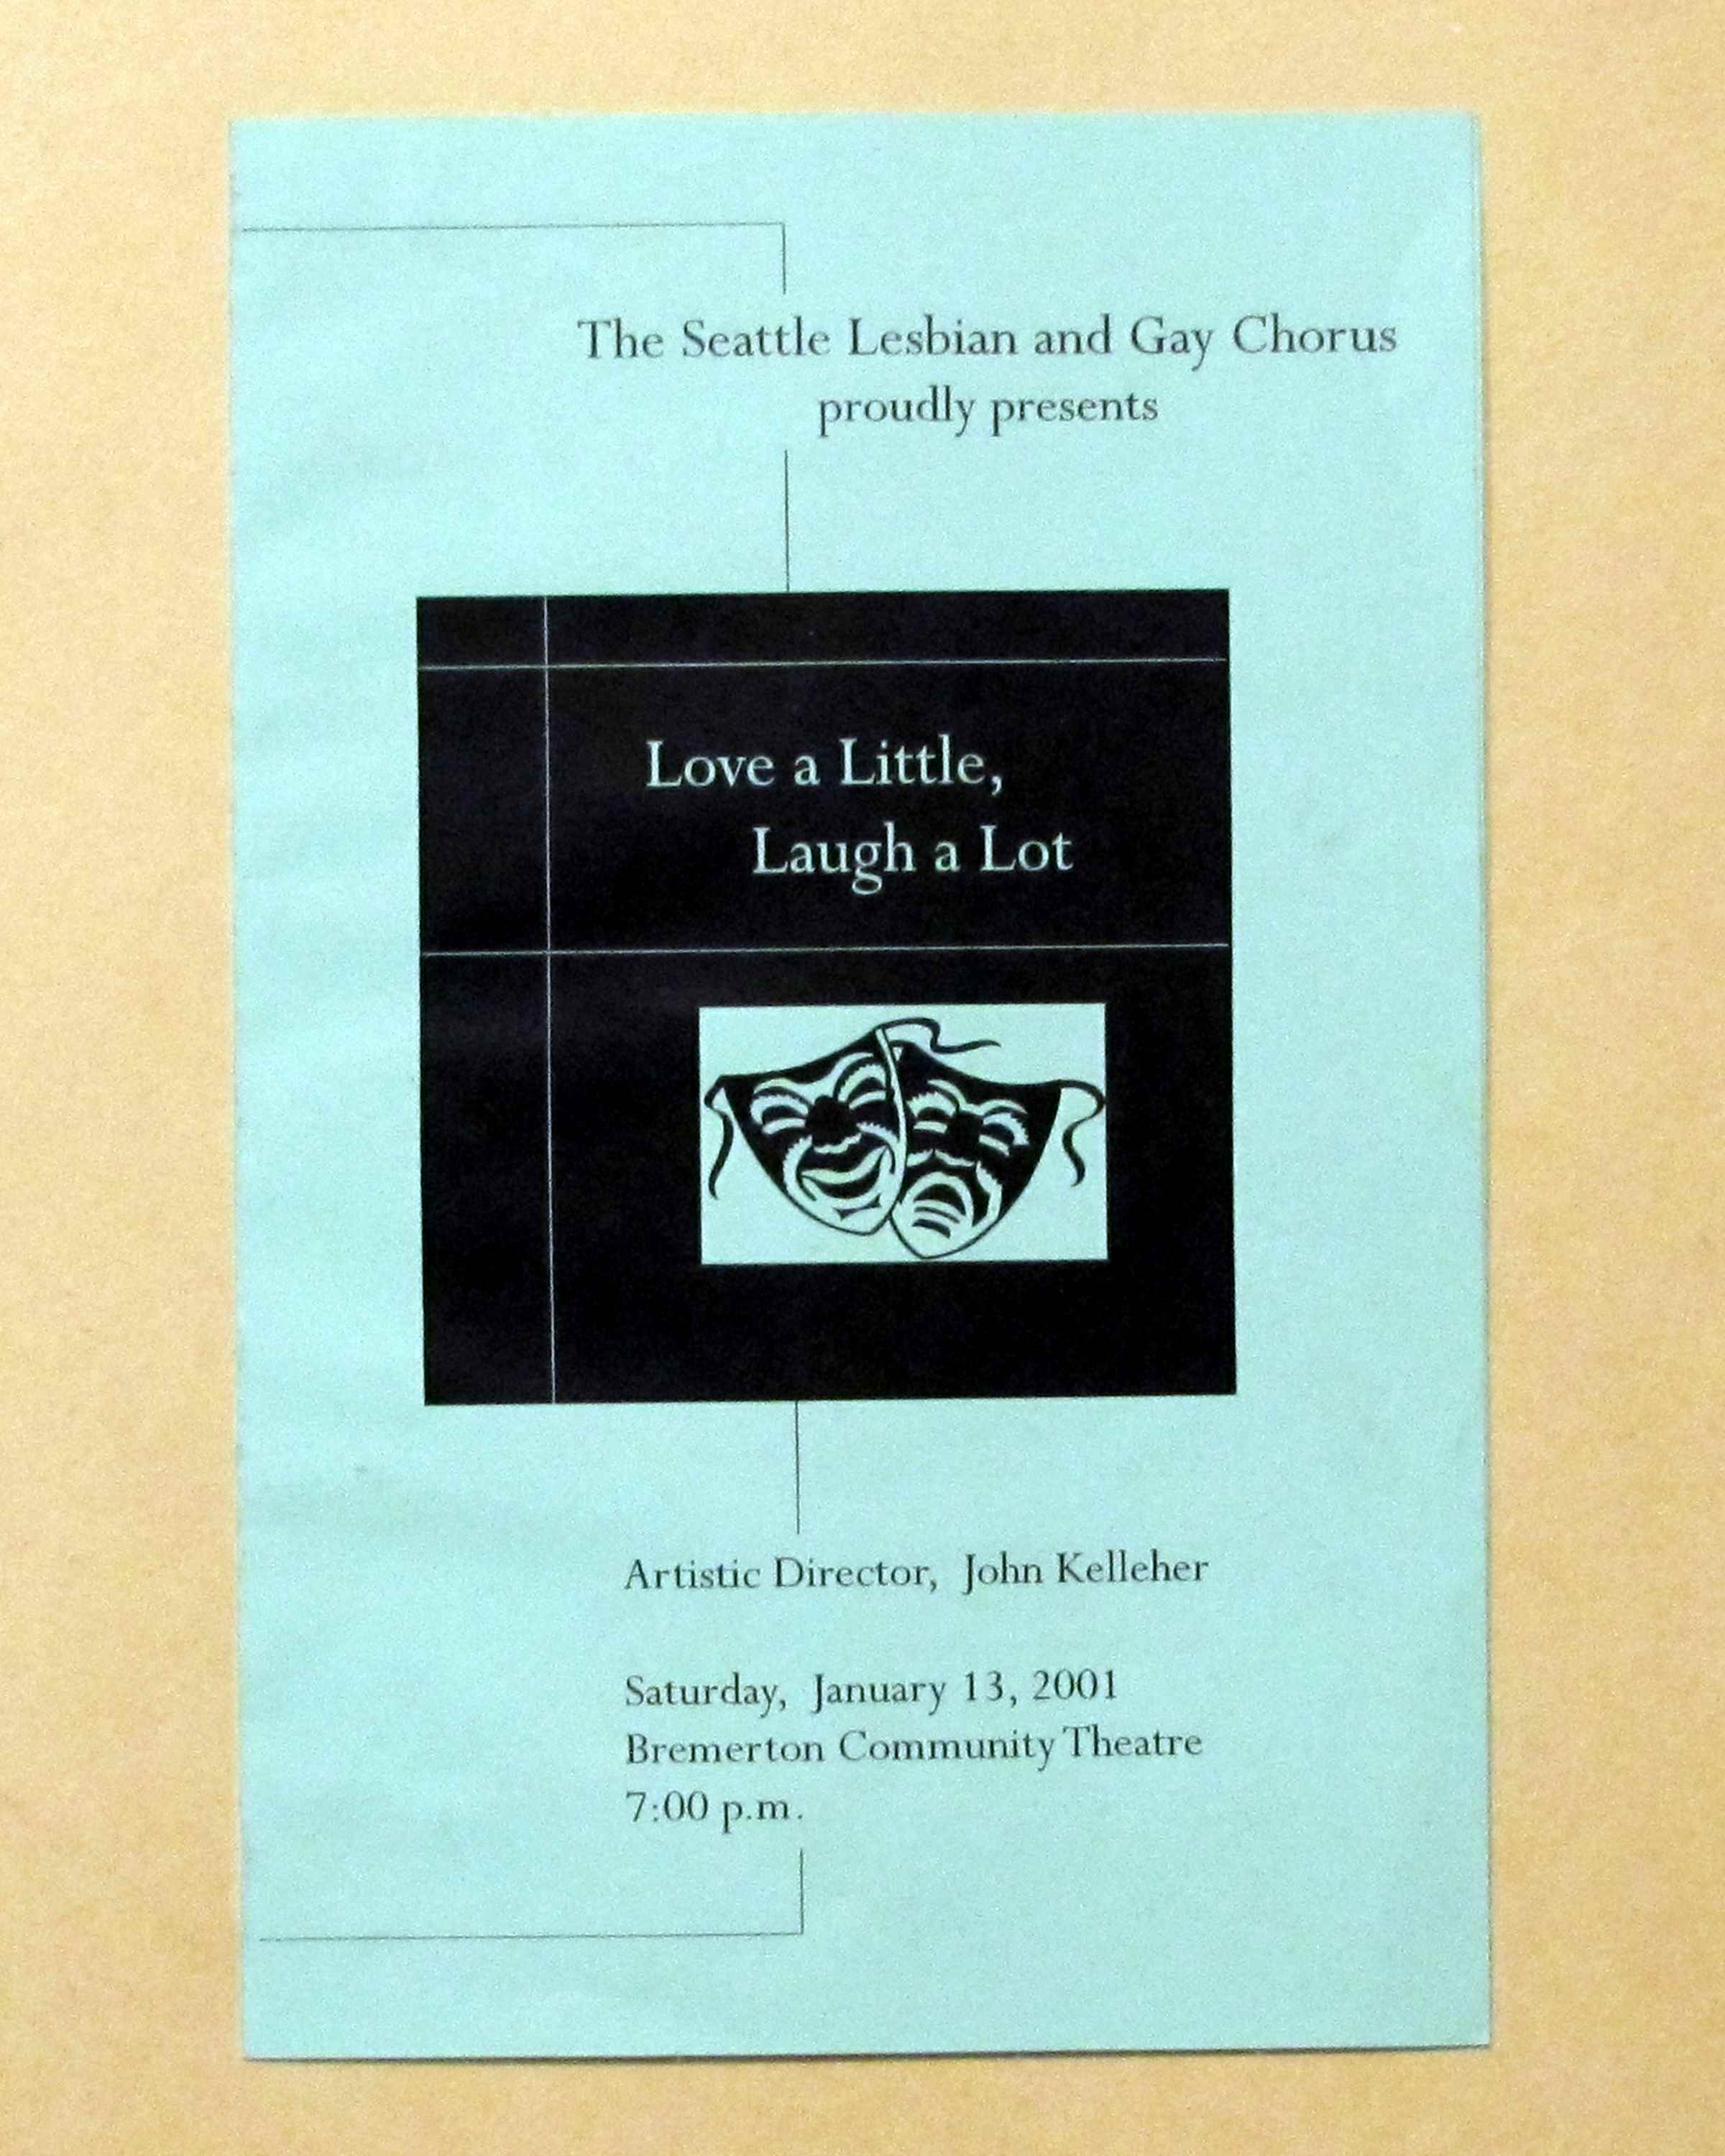 The Seattle Lesbian and Gay Chorus
proudly presents
Love a Little,
Laugh a Lot
Artistic Director, John Kelleher
Saturday, January 13, 2001
Bremerton Community Theatre
7:00 p.m.